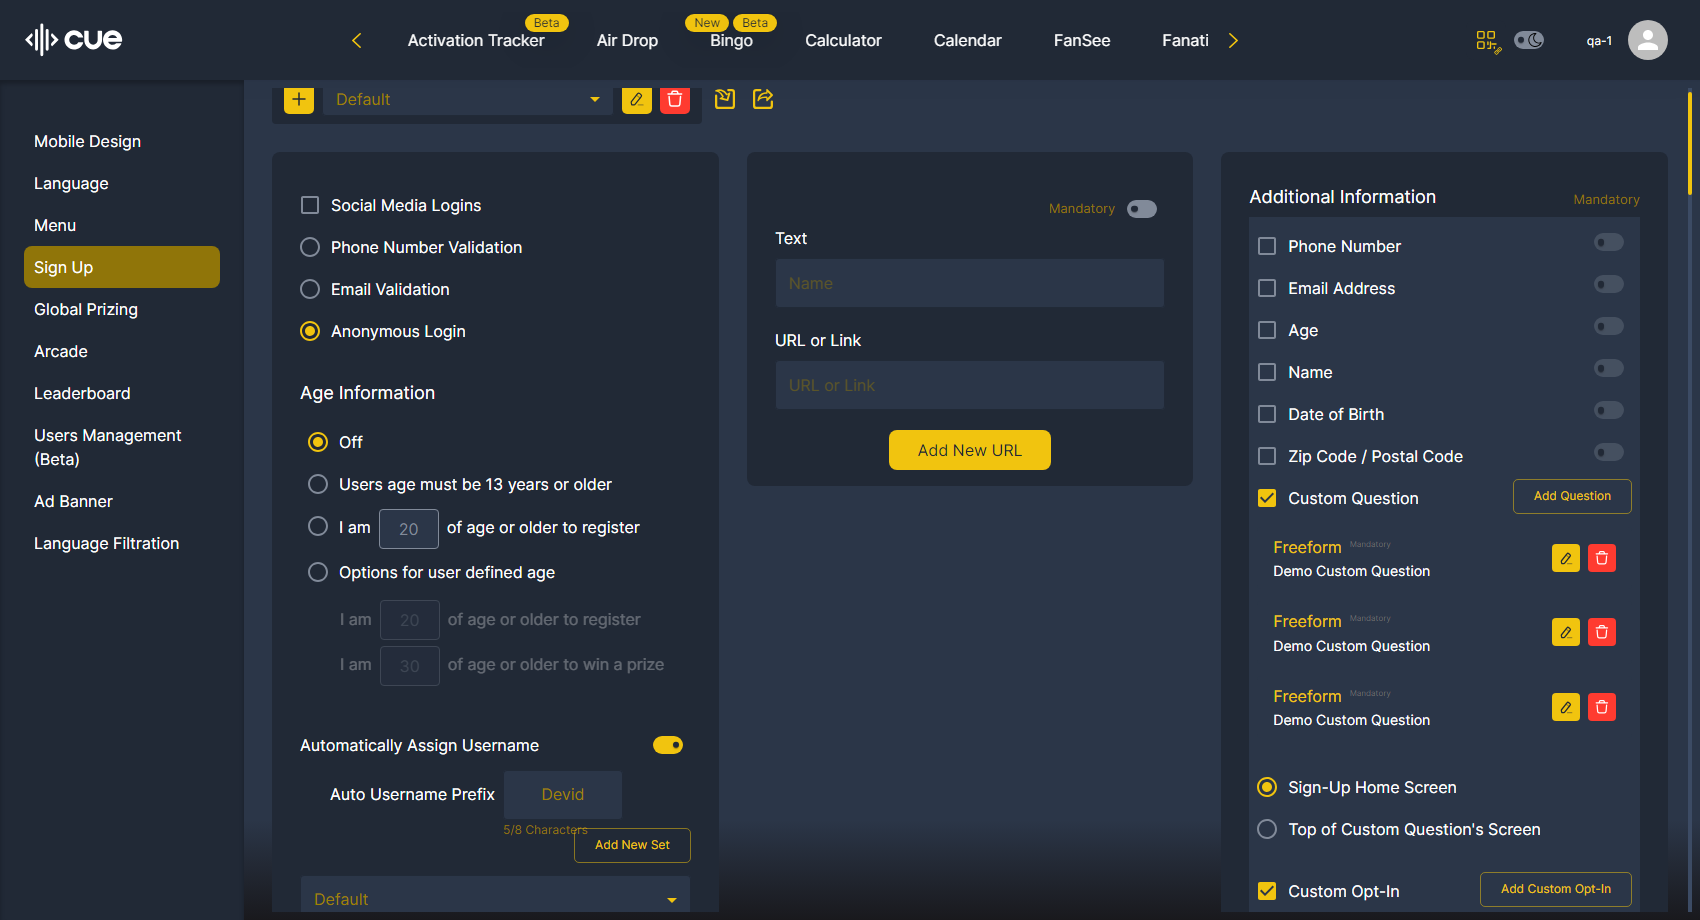 cue
Activation Tracker
Beta
Air Drop
New
Beta
Bingo
Calculator
Calendar
FanSee
Fanati
qa-1
Mobile Design
Language
Menu
Sign Up
Global Prizing
Arcade
Leaderboard
Users Management
(Beta)
Ad Banner
Language Filtration
Default
Social Media Logins
Phone Number Validation
Email Validation
Anonymous Login
Age Information
Off
Users age must be 13 years or older
I am 20 of age or older to register
Options for user defined age
I am 20 of age or older to register
I am 30 of age or older to win a prize
Automatically Assign Username
Auto Username Prefix Devid
5/8 Characters
Add New Set
Default
Mandatory
Text
Name
URL or Link
URL or Link
Add New URL
Additional Information
Mandatory
Phone Number
Email Address
Age
Name
Date of Birth
Zip Code / Postal Code
Custom Question
Add Question
Freeform Mandatory
Demo Custom Question
Freeform Mandatory
Demo Custom Question
Freeform Mandatory
Demo Custom Question
Sign-Up Home Screen
Top of Custom Question's Screen
Custom Opt-In
Add Custom Opt-In